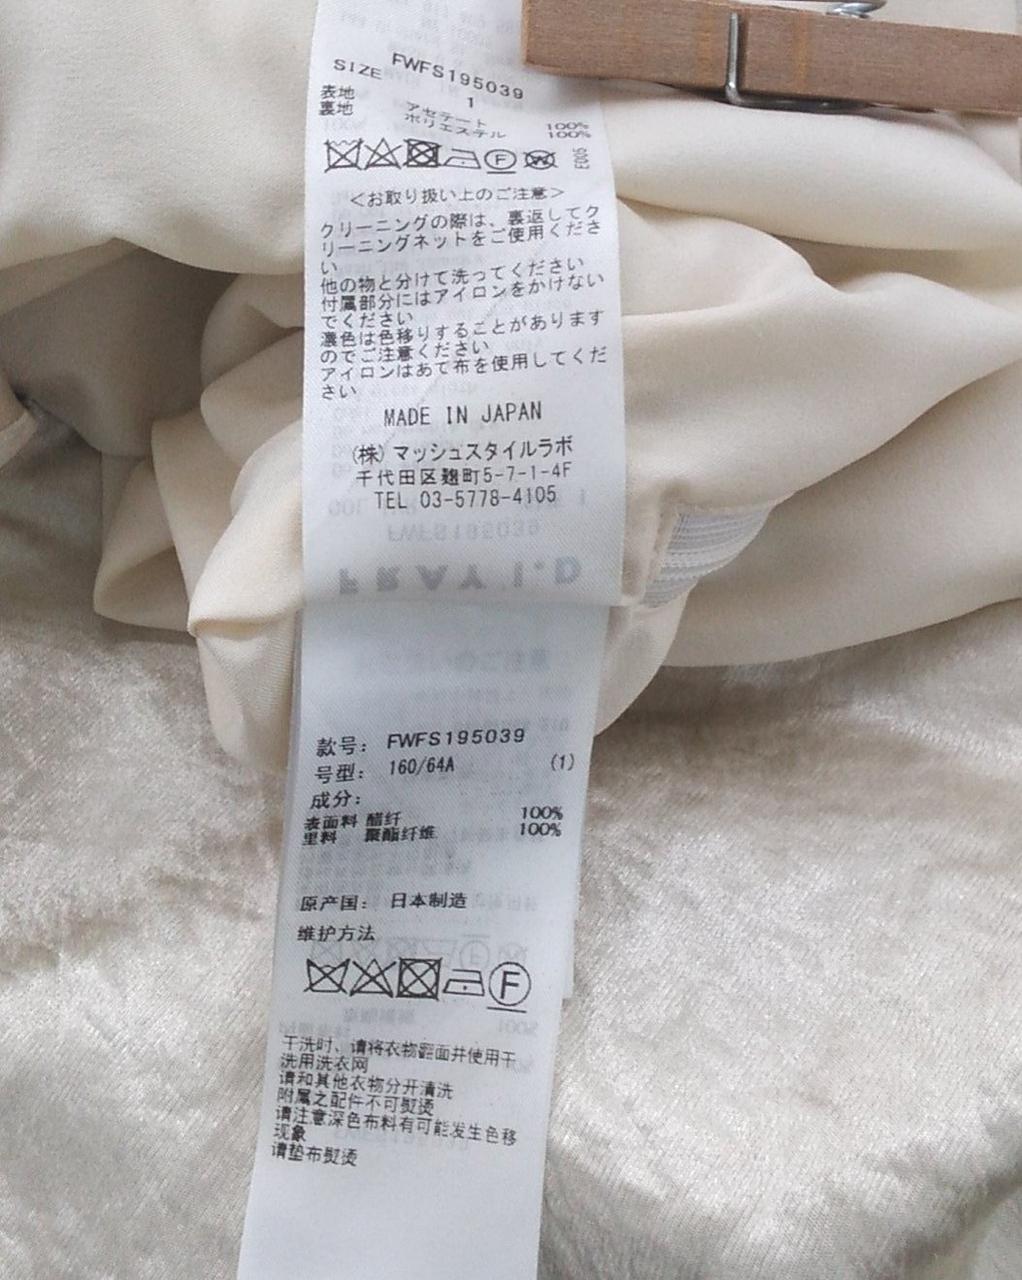 FWFS195039
SIZE 1
表地 アセテート 100%
裏地 ポリエステル 100%
F W E005
<お取り扱い上のご注意>
クリーニングの際は、裏返してク
リーニングネットをご使用くださ
い
他の物と分けて洗ってください
付属部分にはアイロンをかけない
でください
濃色は色移りすることがあります
のでご注意ください
アイロンはあて布を使用してくだ
さい
MADE IN JAPAN
(株)マッシュスタイルラボ
千代田区麹町5-7-1-4F
TEL 03-5778-4105
款号: FWFS195039
号型: 160/64A (1)
成分:
表面料 醋纤 100%
里料 聚酯纤维 100%
原产国: 日本制造
维护方法
F
干洗时、请将衣物翻面并使用干
洗用洗衣网
请和其他衣物分开清洗
附属之配件不可熨烫
请注意深色布料有可能发生色移
现象
请垫布熨烫